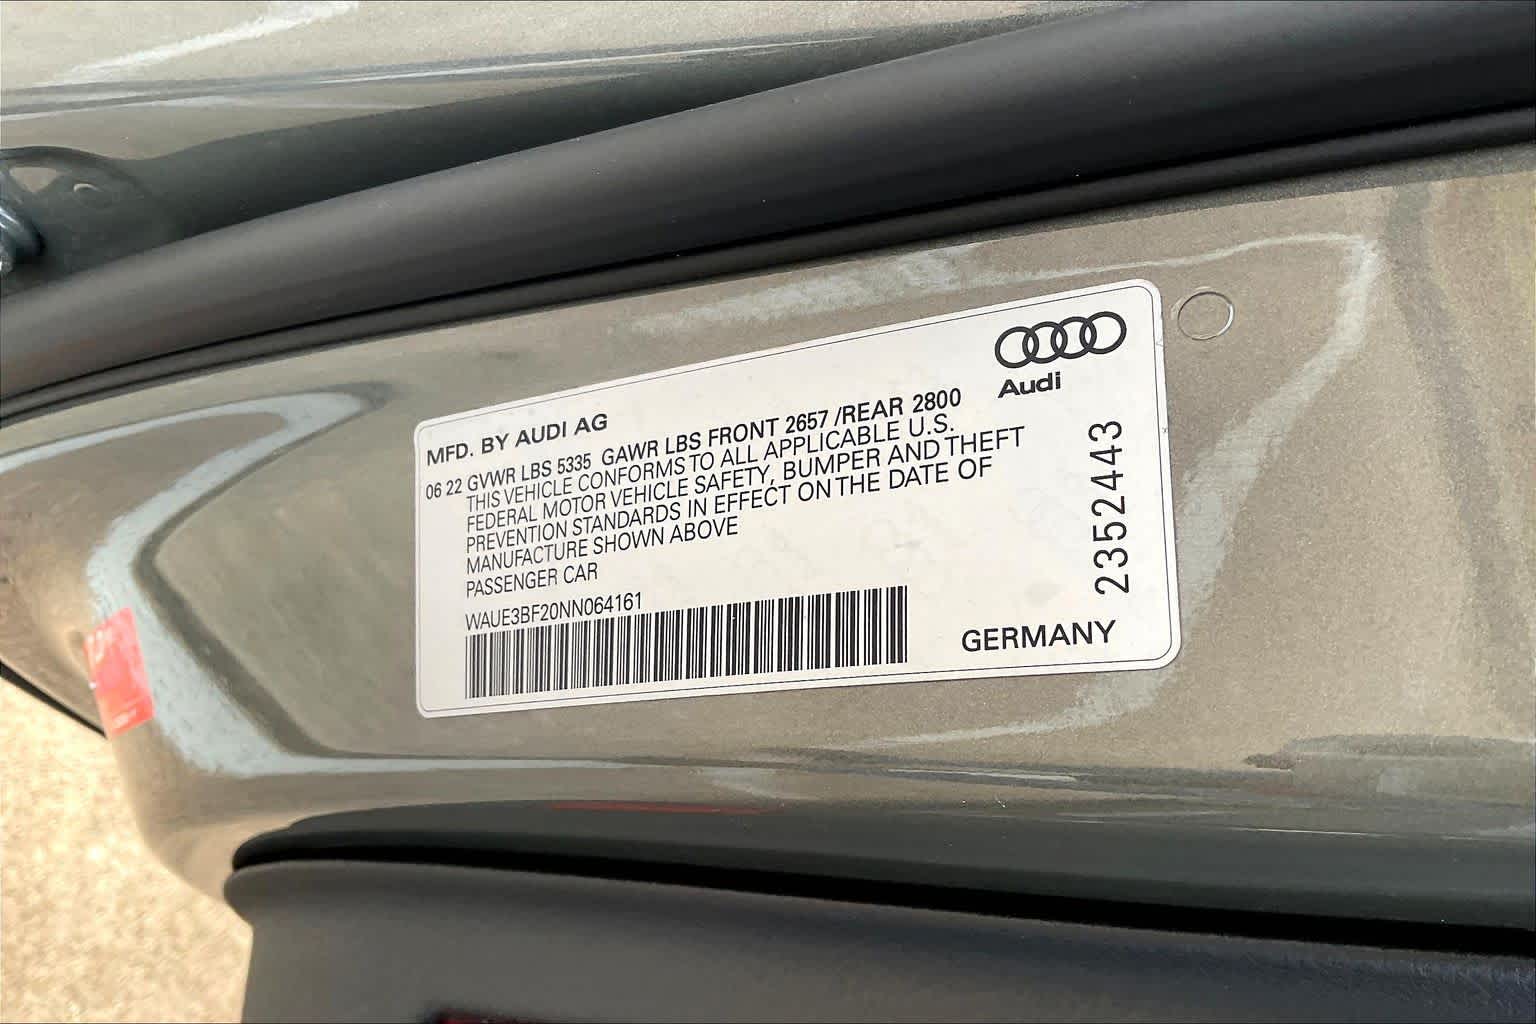 Audi
MFD. BY AUDI AG
06 22 GVWR LBS 5335 GAWR LBS FRONT 2657 /REAR 2800
THIS VEHICLE CONFORMS TO ALL APPLICABLE U.S.
FEDERAL MOTOR VEHICLE SAFETY, BUMPER AND THEFT
PREVENTION STANDARDS IN EFFECT ON THE DATE OF
MANUFACTURE SHOWN ABOVE
PASSENGER CAR
WAUE3BF20NN064161
GERMANY
2352443